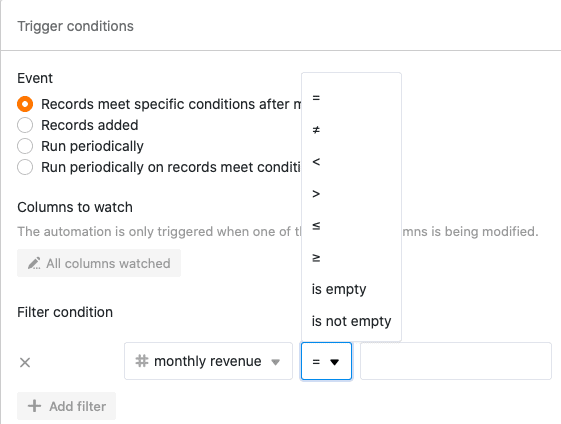 Trigger conditions
Event
Records meet specific conditions after
Records added
Run periodically
Run periodically on records meet
Columns to watch
The automation is only triggered when one of mns is being modified.
All columns watched
Filter condition
=
≠
<
>
≤
≥
is empty
is not empty
monthly revenue =
Add filter